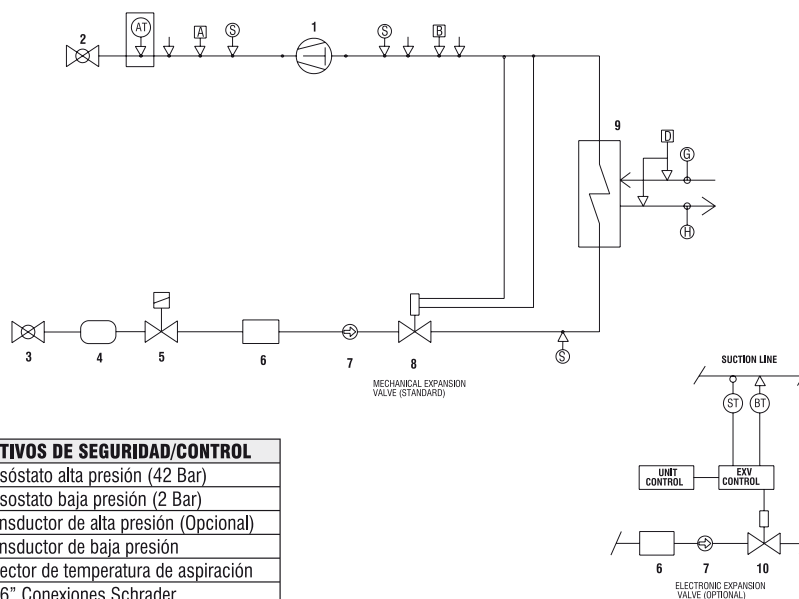 AT
A
S
1
S
B
2
9
D
G
H
3
4
5
6
7
8
S
MECHANICAL EXPANSION
VALVE (STANDARD)
SUCTION LINE
ST
BT
UNIT
CONTROL
EXV
CONTROL
6
7
10
ELECTRONIC EXPANSION
VALVE (OPTIONAL)
TIVOS DE SEGURIDAD/CONTROL
sóstato alta presión (42 Bar)
sostato baja presión (2 Bar)
nsductor de alta presión (Opcional)
nsductor de baja presión
ector de temperatura de aspiración
6” Conexiones Schrader